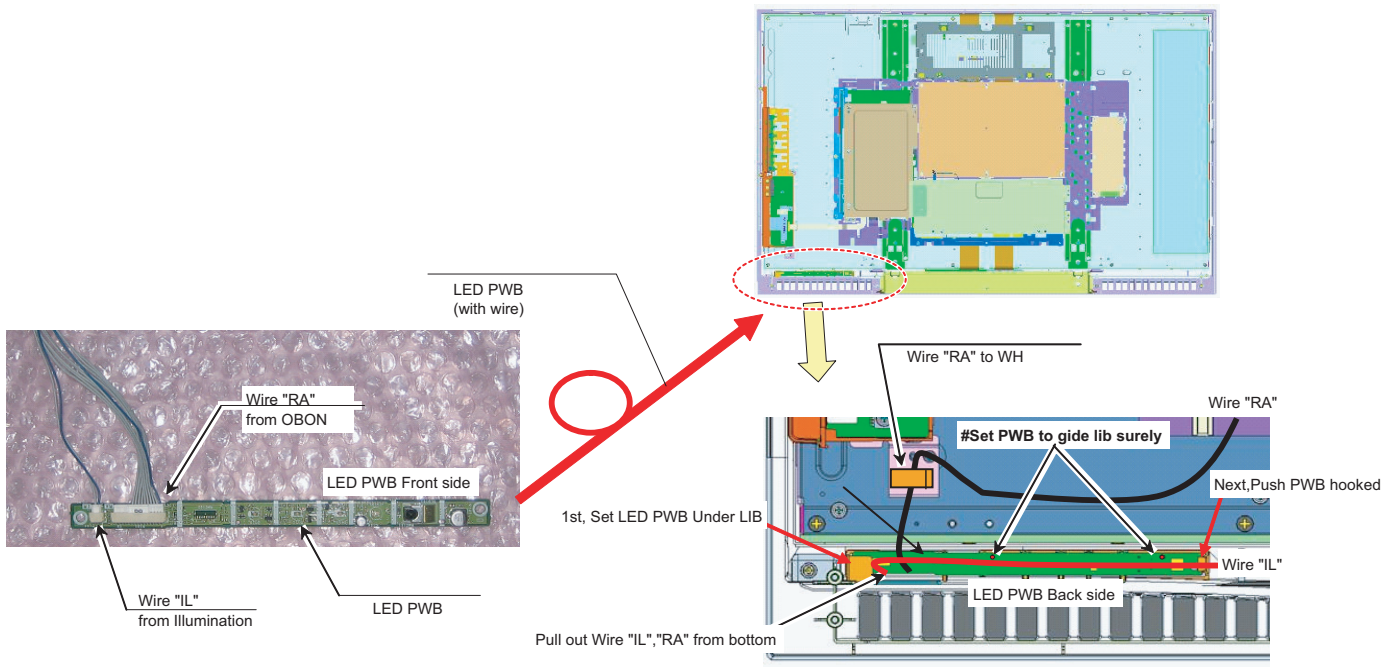 LED PWB
(with wire)
Wire "RA"
from OBON
LED PWB Front side
Wire "IL"
from Illumination
LED PWB
Wire "RA" to WH
Wire "RA"
#Set PWB to gide lib surely
Next,Push PWB hooked
1st, Set LED PWB Under LIB
Wire "IL"
LED PWB Back side
Pull out Wire "IL","RA" from bottom